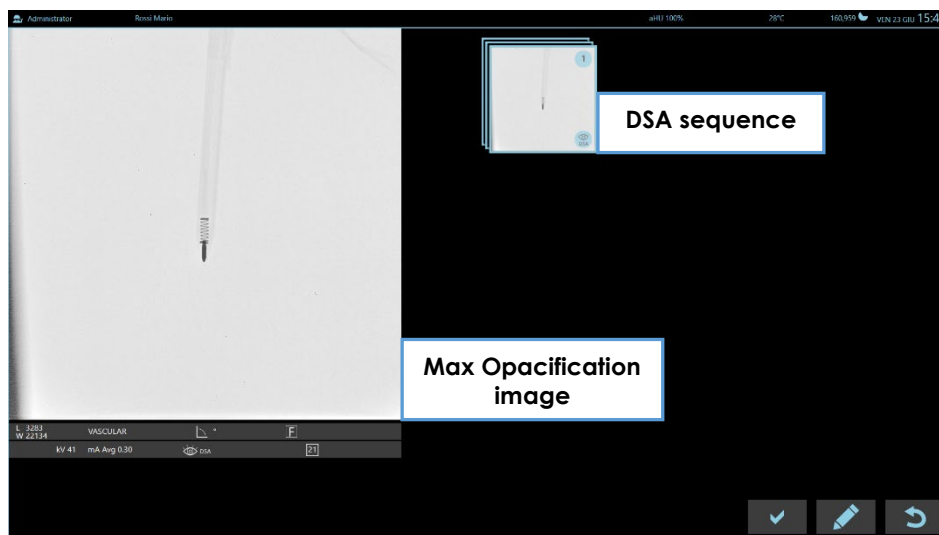 Administrator Rossi Mario aHU 100% 28°C 160,959 VEN 23 GIU 15:4
1
DSA
DSA sequence
Max Opacification
image
L 3283
W 22134
VASCULAR
F
kV 41 mA Avg 0.30 DSA 21